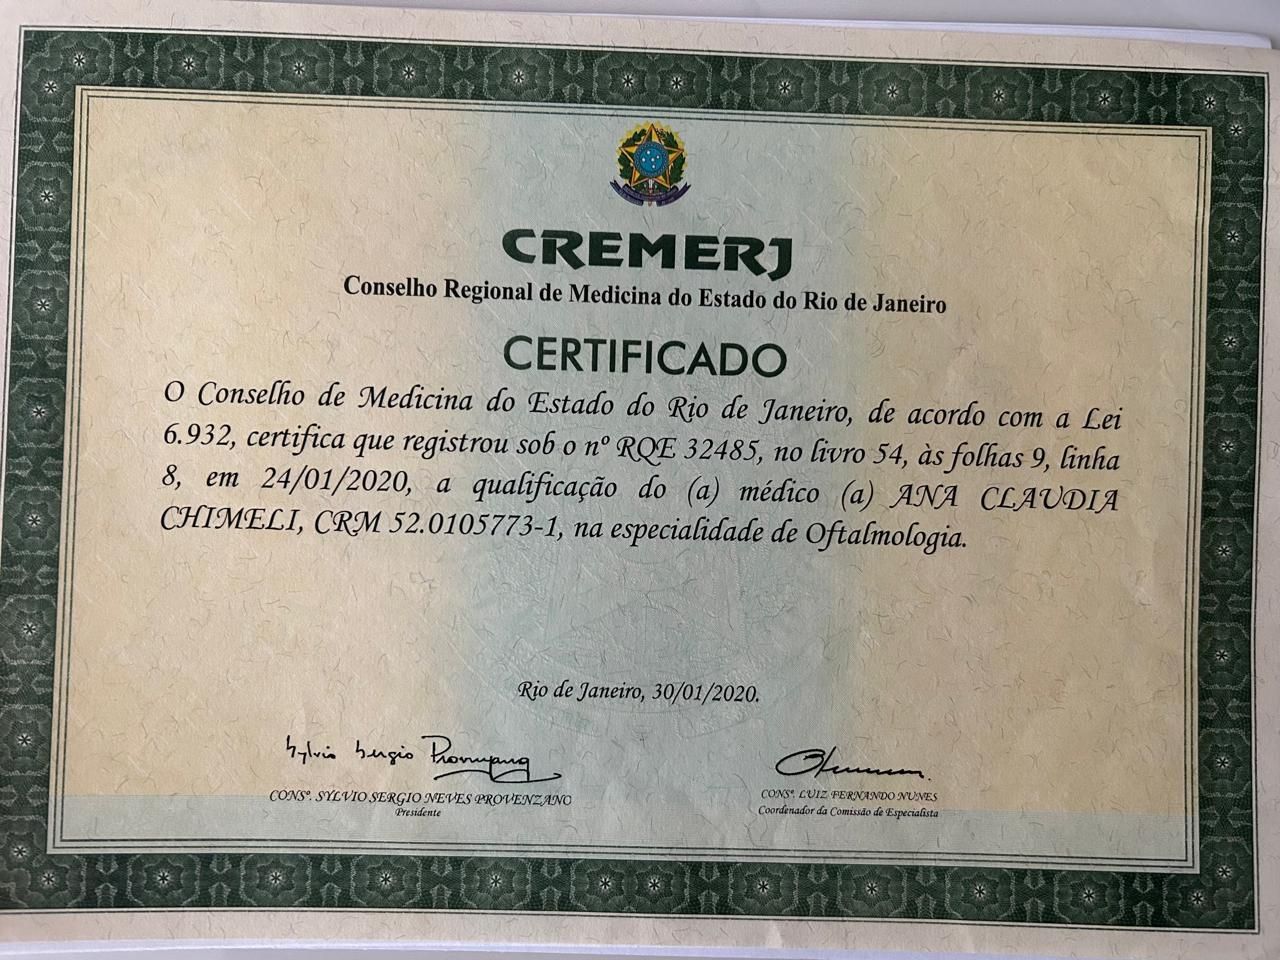 CREMERJ
Conselho Regional de Medicina do Estado do Rio de Janeiro
CERTIFICADO
O Conselho de Medicina do Estado do Rio de Janeiro, de acordo com a Lei
6.932, certifica que registrou sob o nº RQE 32485, no livro 54, às folhas 9, linha
8, em 24/01/2020, a qualificação do (a) médico (a) ANA CLAUDIA
CHIMELI, CRM 52.0105773-1, na especialidade de Oftalmologia.
Rio de Janeiro, 30/01/2020.
Sylvio Sergio Provenzano
CONSº. SYLVIO SERGIO NEVES PROVENZANO
Presidente
CONSº. LUIZ FERNANDO NUNES
Coordenador da Comissão de Especialista